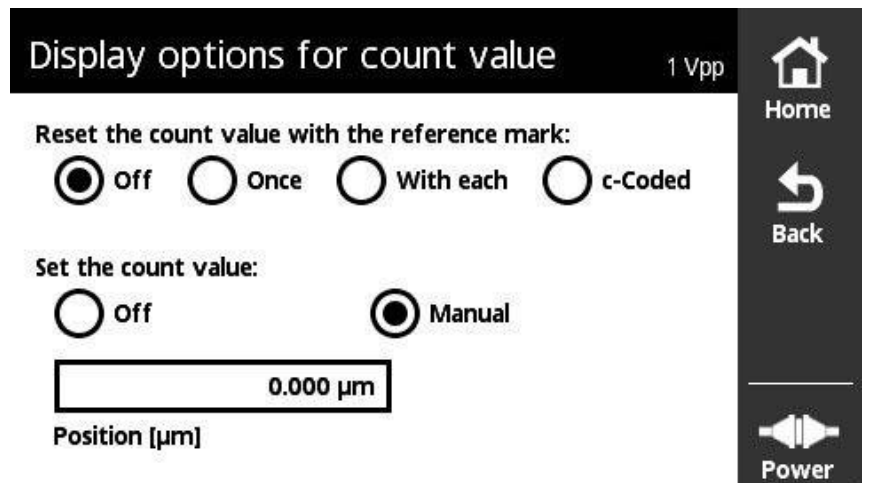 Display options for count value 1 Vpp
Home
Reset the count value with the reference mark:
Off Once With each c-Coded
Back
Set the count value:
Off Manual
0.000 µm
Position [µm]
Power